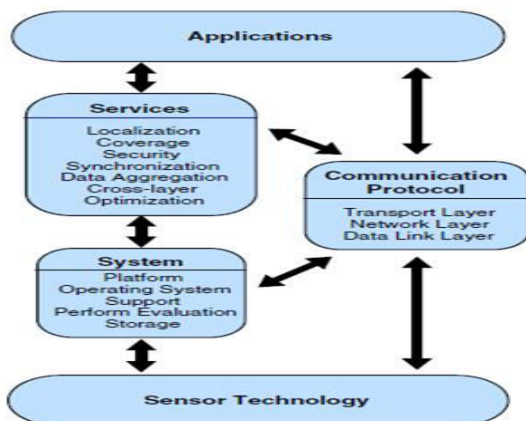 Applications
Services
Localization
Coverage
Security
Synchronization
Data Aggregation
Cross-layer
Optimization
Communication
Protocol
Transport Layer
Network Layer
Data Link Layer
System
Platform
Operating System
Support
Perform Evaluation
Storage
Sensor Technology